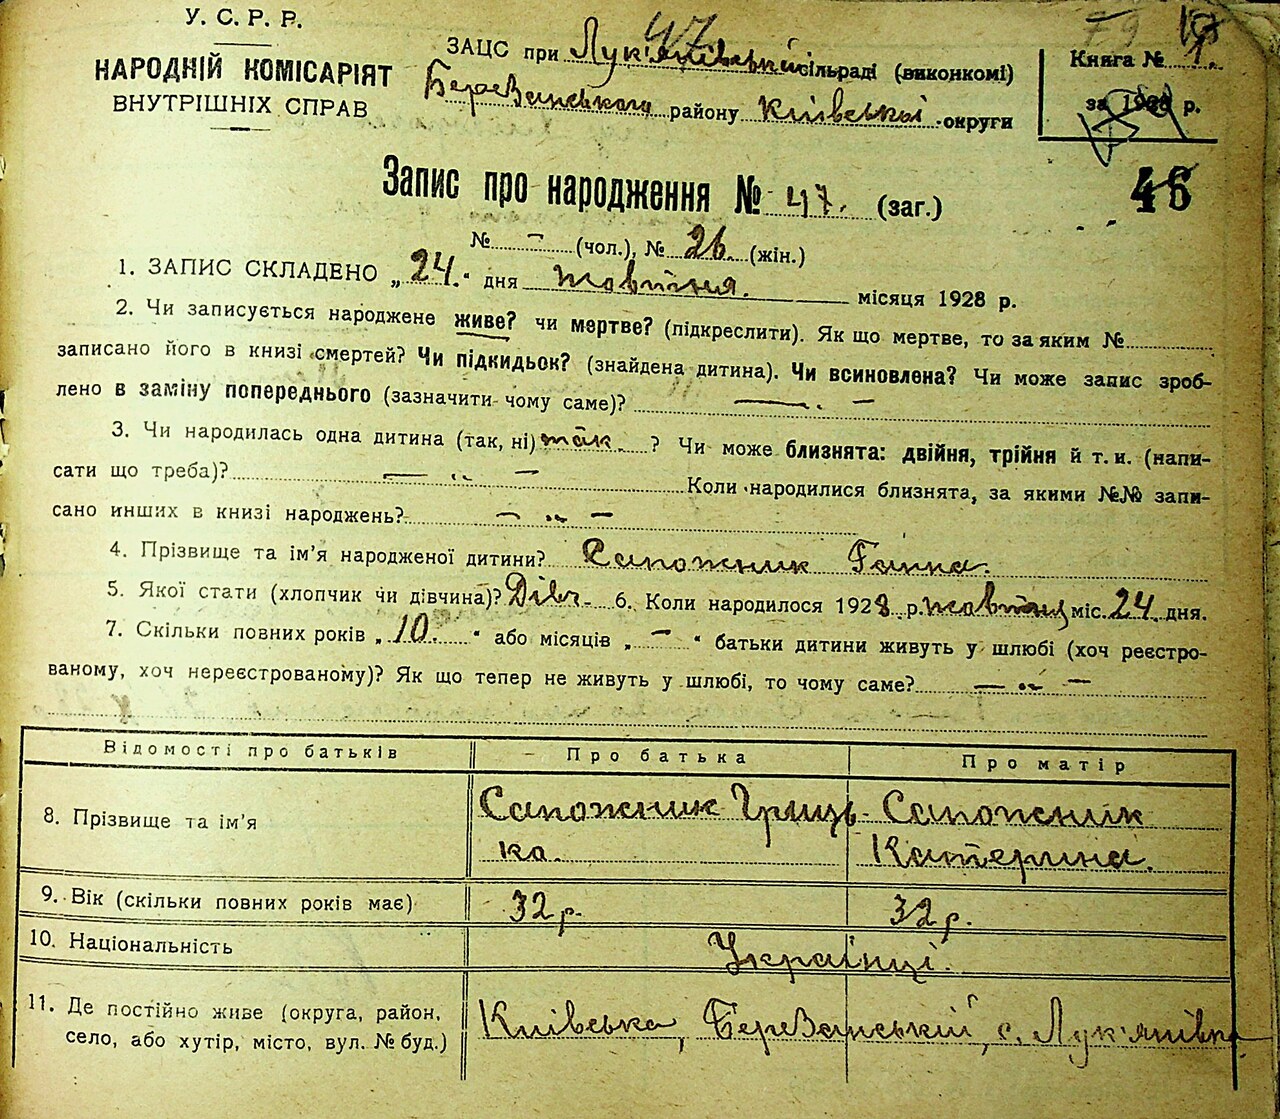 У. С. Р. Р.
НАРОДНІЙ КОМІСАРІЯТ
ВНУТРІШНІХ СПРАВ
47
ЗАЦС при Лук'янівській сільраді (виконкомі)
Березанського району Київської округи
79
Книга № 1.
за 1928 р.
46
Запис про народження № 47. (заг.)
№ – (чол.), № 26. (жін.)
1. ЗАПИС СКЛАДЕНО „24.“ дня жовтня. місяця 1928 р.
2. Чи записується народжене живе? чи мертве? (підкреслити). Як що мертве, то за яким №
записано його в книзі смертей? Чи підкидьок? (знайдена дитина). Чи всиновлена? Чи може запис зроб-
лено в заміну попереднього (зазначити чому саме)? — . –
3. Чи народилась одна дитина (так, ні) так. ? Чи може близнята: двійня, трійня й т. и. (напи-
сати що треба)? — „ – Коли народилися близнята, за якими №№ запи-
сано инших в книзі народжень? – „ –
4. Прізвище та ім'я народженої дитини? Сапожник Ганна.
5. Якої стати (хлопчик чи дівчина)? Дівч. 6. Коли народилося 1928 р. жовтня міс. 24. дня.
7. Скільки повних років „10.“ або місяців „–“ батьки дитини живуть у шлюбі (хоч реєстро-
ваному, хоч нереєстрованому)? Як що тепер не живуть у шлюбі, то чому саме? — „ –
Відомості про батьків Про батька Про матір
8. Прізвище та ім'я Сапожник Гриць- Сапожник
ка. Катерина.
9. Вік (скільки повних років має) 32 р. 32 р.
10. Національність Українці.
11. Де постійно живе (округа, район,
село, або хутір, місто, вул. № буд.) Київська, Березанський, с. Лук'янівка